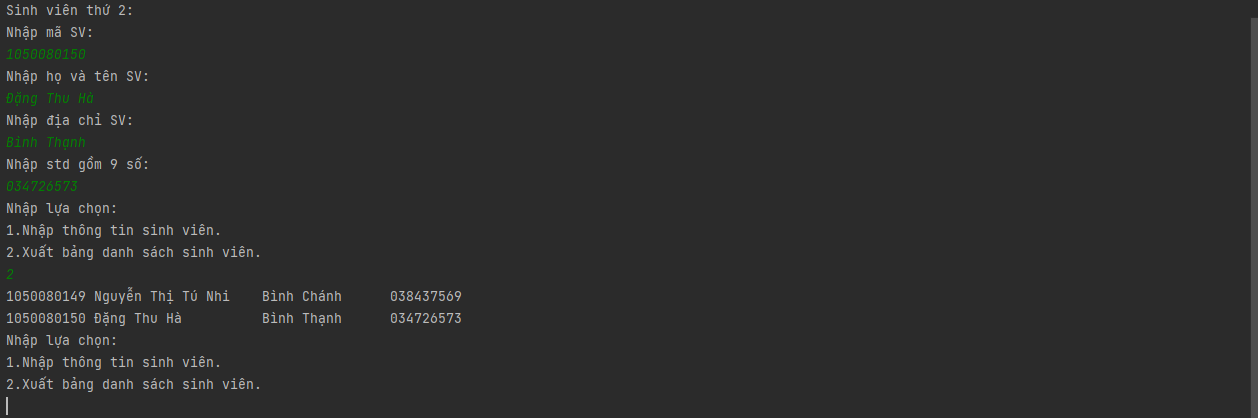 Sinh viên thứ 2:
Nhập mã SV:
1050080150
Nhập họ và tên SV:
Đặng Thu Hà
Nhập địa chỉ SV:
Bình Thạnh
Nhập std gồm 9 số:
034726573
Nhập lựa chọn:
1.Nhập thông tin sinh viên.
2.Xuất bảng danh sách sinh viên.
2
1050080149 Nguyễn Thị Tú Nhi    Bình Chánh      038437569
1050080150 Đặng Thu Hà          Bình Thạnh      034726573
Nhập lựa chọn:
1.Nhập thông tin sinh viên.
2.Xuất bảng danh sách sinh viên.